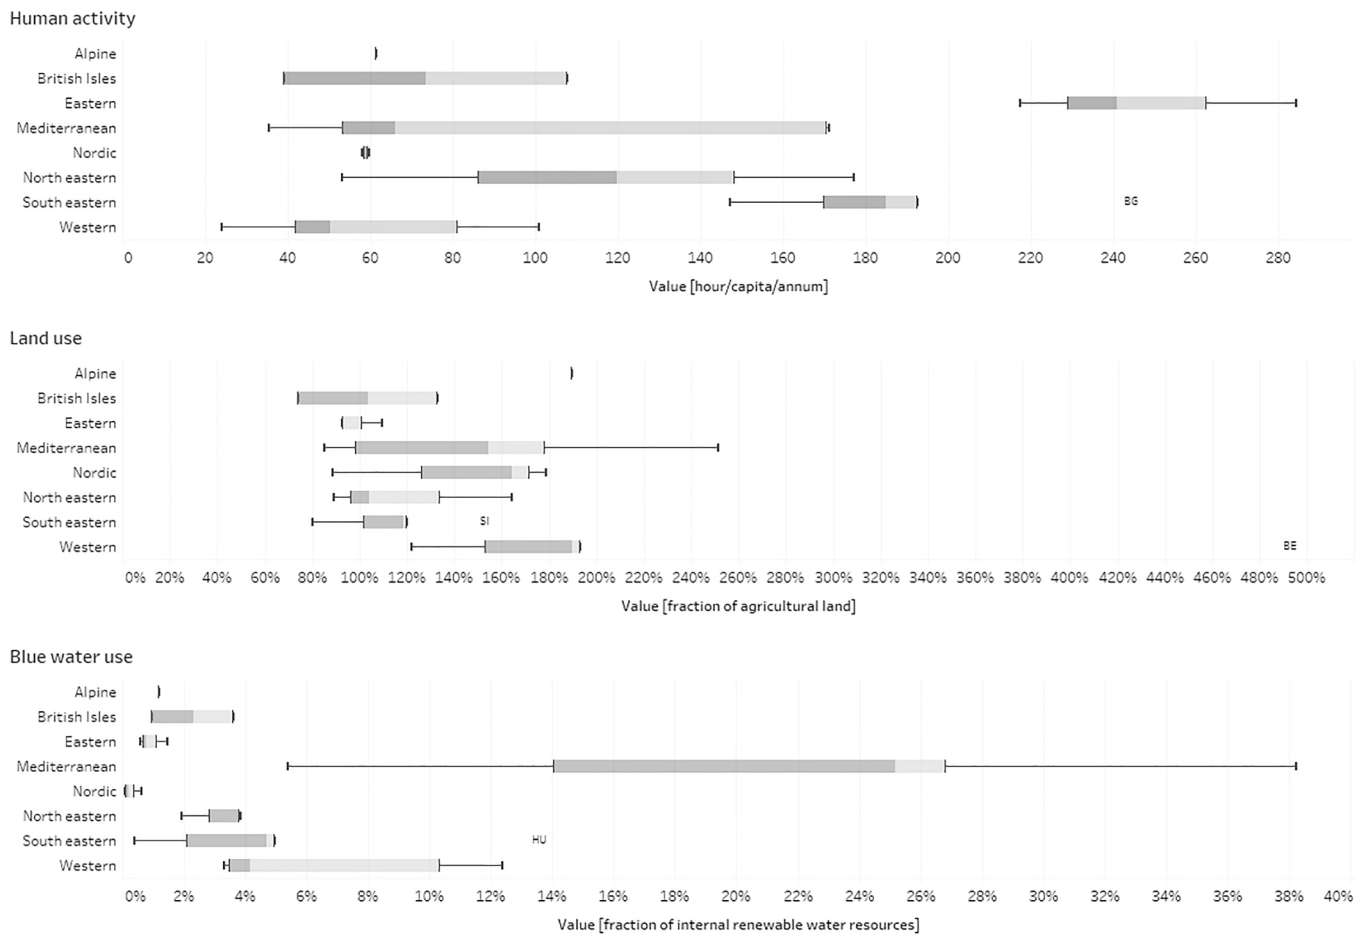 Human activity
Alpine
British Isles
Eastern
Mediterranean
Nordic
North eastern
South eastern BG
Western
0 20 40 60 80 100 120 140 160 180 200 220 240 260 280
Value [hour/capita/annum]
Land use
Alpine
British Isles
Eastern
Mediterranean
Nordic
North eastern
South eastern SI
Western BE
0% 20% 40% 60% 80% 100% 120% 140% 160% 180% 200% 220% 240% 260% 280% 300% 320% 340% 360% 380% 400% 420% 440% 460% 480% 500%
Value [fraction of agricultural land]
Blue water use
Alpine
British Isles
Eastern
Mediterranean
Nordic
North eastern
South eastern HU
Western
0% 2% 4% 6% 8% 10% 12% 14% 16% 18% 20% 22% 24% 26% 28% 30% 32% 34% 36% 38% 40%
Value [fraction of internal renewable water resources]